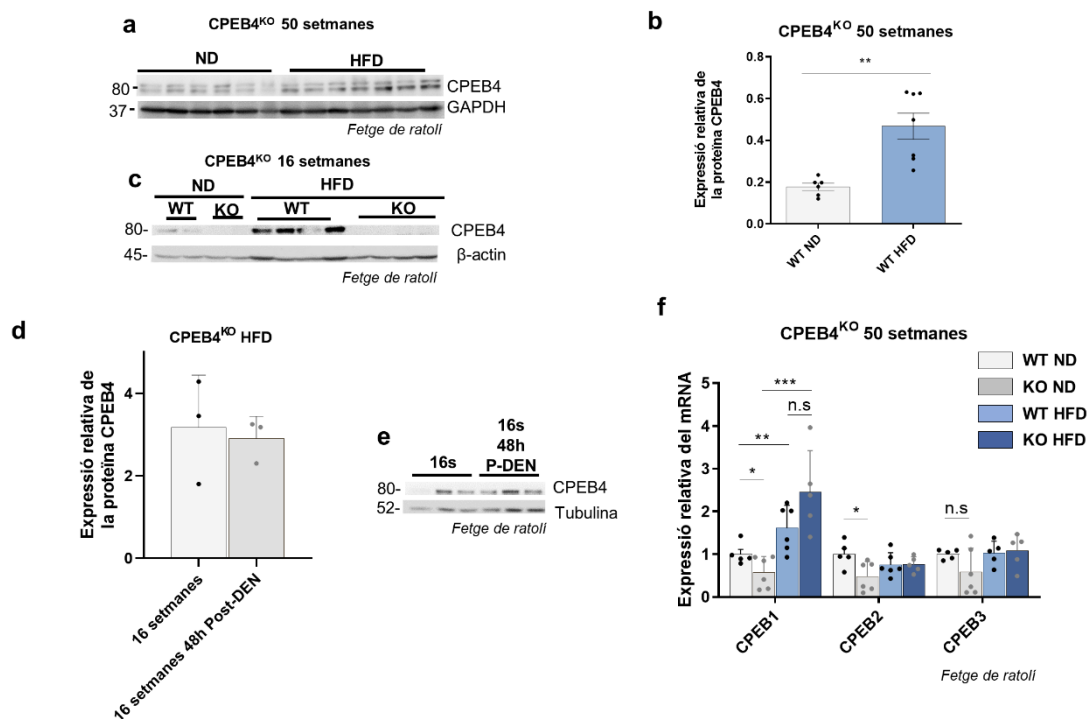 a
CPEB4KO 50 setmanes
ND HFD
80 CPEB4
37 GAPDH
Fetge de ratolí
b
CPEB4KO 50 setmanes
Expressió relativa de
la proteïna CPEB4
0.8
**
0.6
0.4
0.2
0.0
WT ND
WT HFD
c
CPEB4KO 16 setmanes
ND HFD
WT KO WT KO
80- CPEB4
45- β-actin
Fetge de ratolí
d
CPEB4KO HFD
Expressió relativa de
la proteïna CPEB4
4
2
0
16 setmanes
16 setmanes 48h Post-DEN
e
16s
16s
48h
P-DEN
80- CPEB4
52- Tubulina
Fetge de ratolí
f
CPEB4KO 50 setmanes
WT ND
KO ND
WT HFD
KO HFD
Expressió relativa del mRNA
5
4
3
2
1
0
***
n.s
**
*
*
n.s
CPEB1
CPEB2
CPEB3
Fetge de ratolí